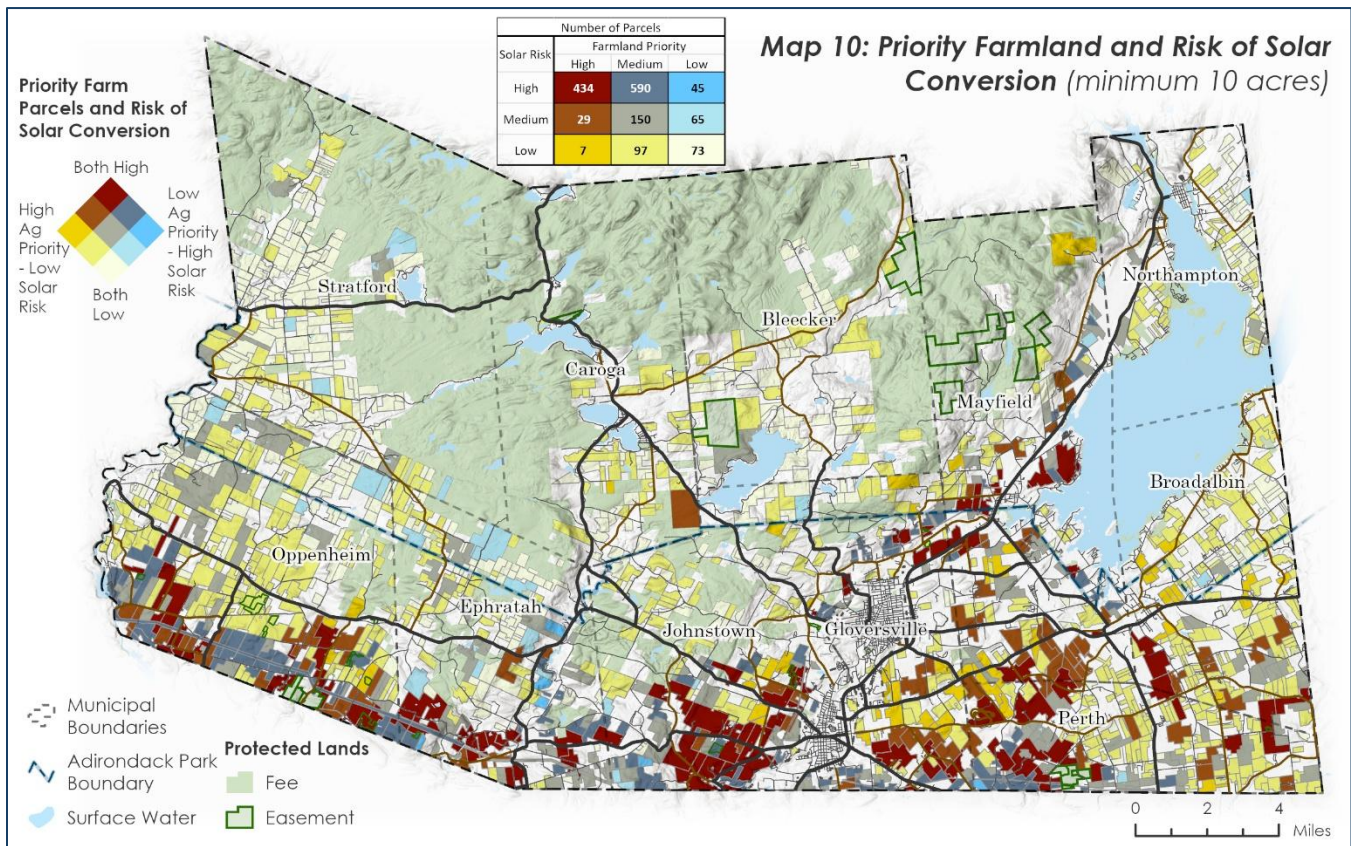 Map 10: Priority Farmland and Risk of Solar
Conversion (minimum 10 acres)
Number of Parcels
Solar Risk
Farmland Priority
High Medium Low
High 434 590 45
Medium 29 150 65
Low 7 97 73
Priority Farm
Parcels and Risk of
Solar Conversion
Both High
High
Ag
Priority
- Low
Solar
Risk
Low
Ag
Priority
- High
Solar
Risk
Both
Low
Stratford
Northampton
Bleecker
Caroga
Mayfield
Broadalbin
Oppenheim
Ephratah
Johnstown
Gloversville
Perth
Municipal
Boundaries
Adirondack Park
Boundary
Surface Water
Protected Lands
Fee
Easement
0 2 4
Miles